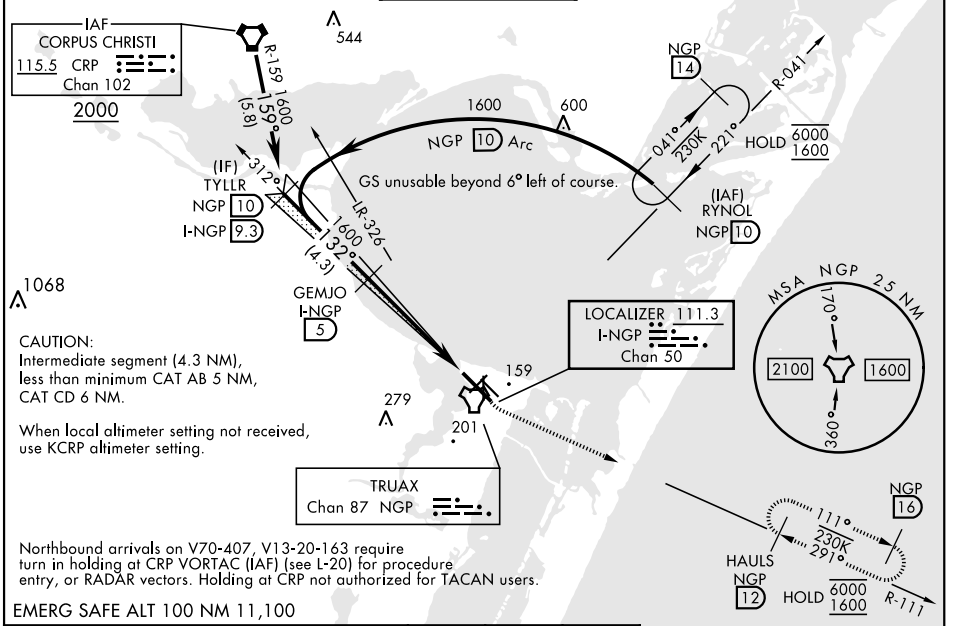 IAF
CORPUS CHRISTI
115.5 CRP
Chan 102
2000
544
R-159
1600
159°
(5.8)
NGP
14
R-041
1600
600
NGP 10 Arc
041°
230K
221°
HOLD 6000
1600
GS unusable beyond 6° left of course.
(IAF)
RYNOL
NGP 10
312°
(IF)
TYLLR
NGP 10
I-NGP 9.3
LR-326
1600
132°
(4.3)
GEMJO
I-NGP
5
1068
CAUTION:
Intermediate segment (4.3 NM),
less than minimum CAT AB 5 NM,
CAT CD 6 NM.
When local altimeter setting not received,
use KCRP altimeter setting.
LOCALIZER 111.3
I-NGP
Chan 50
MSA NGP 25 NM
170°
2100
1600
360°
159
279
201
TRUAX
Chan 87 NGP
NGP
16
111°
230K
291°
HAULS
NGP
12
HOLD 6000
1600
R-111
Northbound arrivals on V70-407, V13-20-163 require
turn in holding at CRP VORTAC (IAF) (see L-20) for procedure
entry, or RADAR vectors. Holding at CRP not authorized for TACAN users.
EMERG SAFE ALT 100 NM 11,100